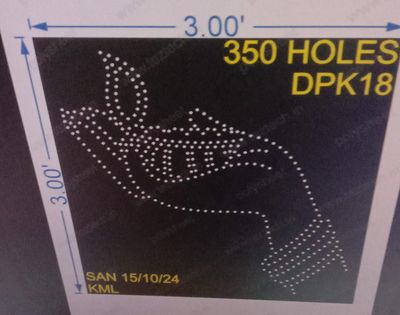 3.00'
350 HOLES
DPK18
3.00'
SAN 15/10/24
KML